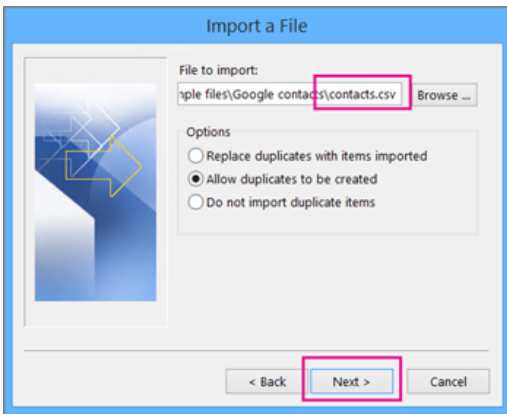 Import a File
File to import:
nple files\Google contacts\contacts.csv
Browse ...
Options
Replace duplicates with items imported
Allow duplicates to be created
Do not import duplicate items
< Back
Next >
Cancel